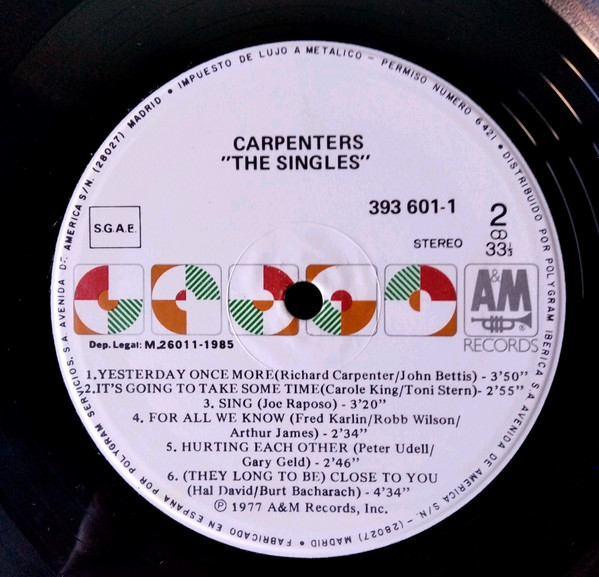 CARPENTERS
"THE SINGLES"
393 601-1
2
STEREO
33⅓
S.G.A.E.
A&M
®
RECORDS
Dep. Legal: M.26011-1985
1.YESTERDAY ONCE MORE(Richard Carpenter/John Bettis) - 3'50"
2.IT'S GOING TO TAKE SOME TIME(Carole King/Toni Stern)- 2'55"
3. SING (Joe Raposo) - 3'20"
4. FOR ALL WE KNOW (Fred Karlin/Robb Wilson/
Arthur James) - 2'34"
5. HURTING EACH OTHER (Peter Udell/
Gary Geld) - 2'46"
6. (THEY LONG TO BE) CLOSE TO YOU
(Hal David/Burt Bacharach) - 4'34"
℗ 1977 A&M Records, Inc.
FABRICADO EN ESPAÑA POR POLYGRAM SERVICIOS, S.A. AVENIDA DE AMERICA S/N. (28027) MADRID • IMPUESTO DE LUJO A METALICO - PERMISO NUMERO 6421 • DISTRIBUIDO POR POLYGRAM IBERICA S.A. AVENIDA DE AMERICA S/N. - (28027) MADRID •